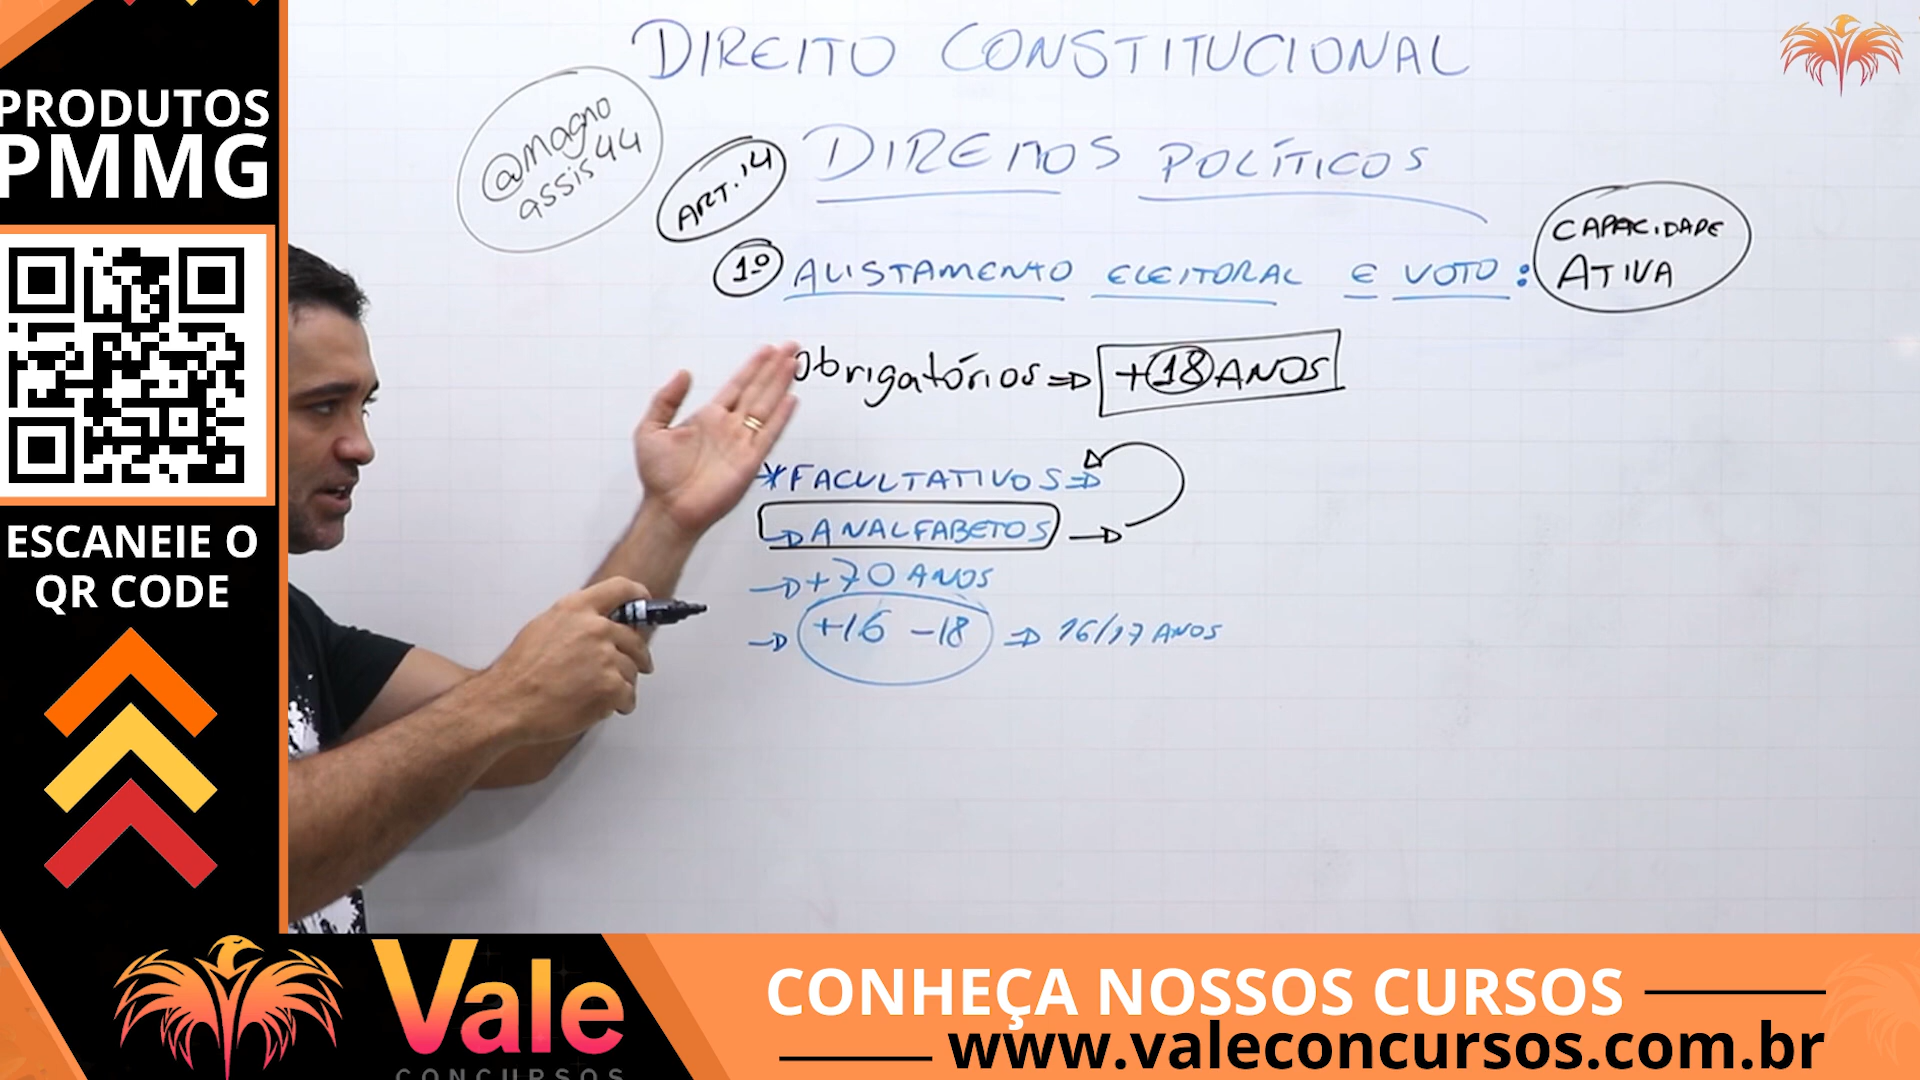 PRODUTOS
PMMG
ESCANEIE O
QR CODE
DIREITO CONSTITUCIONAL
@magno
assis44
ART. 14
DIREITOS POLÍTICOS
1º ALISTAMENTO ELEITORAL E VOTO :
CAPACIDADE
ATIVA
Obrigatórios ⇒ +18 ANOS
*FACULTATIVOS ⇒
→ ANALFABETOS →
→ +70 ANOS
→ +16 -18 ⇒ 16/17 ANOS
Vale
CONCURSOS
CONHEÇA NOSSOS CURSOS
www.valeconcursos.com.br